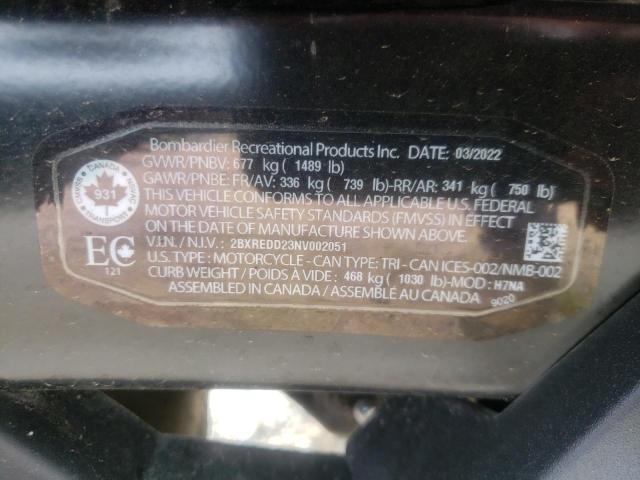 Bombardier Recreational Products Inc. DATE: 03/2022
GVWR/PNBV: 677 kg( 1489 lb)
GAWR/PNBE: FR/AV: 336 kg ( 739 lb)-RR/AR: 341 kg ( 750 lb)
THIS VEHICLE CONFORMS TO ALL APPLICABLE U.S. FEDERAL
MOTOR VEHICLE SAFETY STANDARDS (FMVSS) IN EFFECT
ON THE DATE OF MANUFACTURE SHOWN ABOVE.
V.I.N. / N.I.V. : 2BXREDD23NV002051
U.S. TYPE : MOTORCYCLE - CAN TYPE: TRI - CAN ICES-002/NMB-002
CURB WEIGHT / POIDS À VIDE: 468 kg ( 1030 lb)-MOD : H7NA
ASSEMBLED IN CANADA / ASSEMBLÉ AU CANADA
9020
CANADA
931
TRANSPORT
EC
121